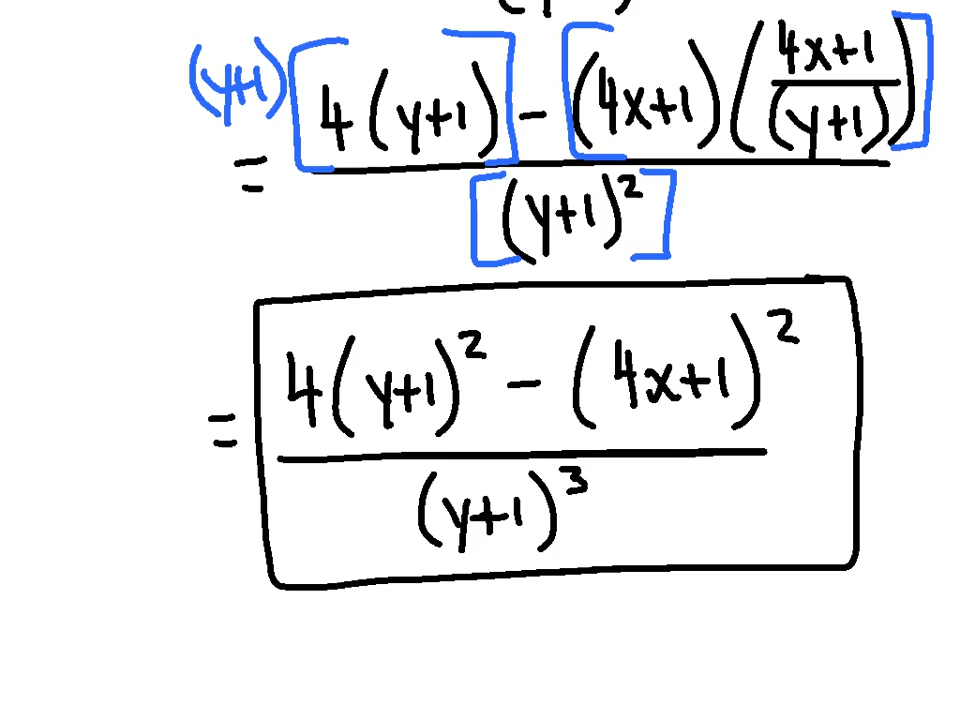 (y+1) [4(y+1)] - [(4x+1)((4x+1)/(y+1))]
= ―――――――――
[(y+1)²]
= 4(y+1)² - (4x+1)²
―――――――――
(y+1)³